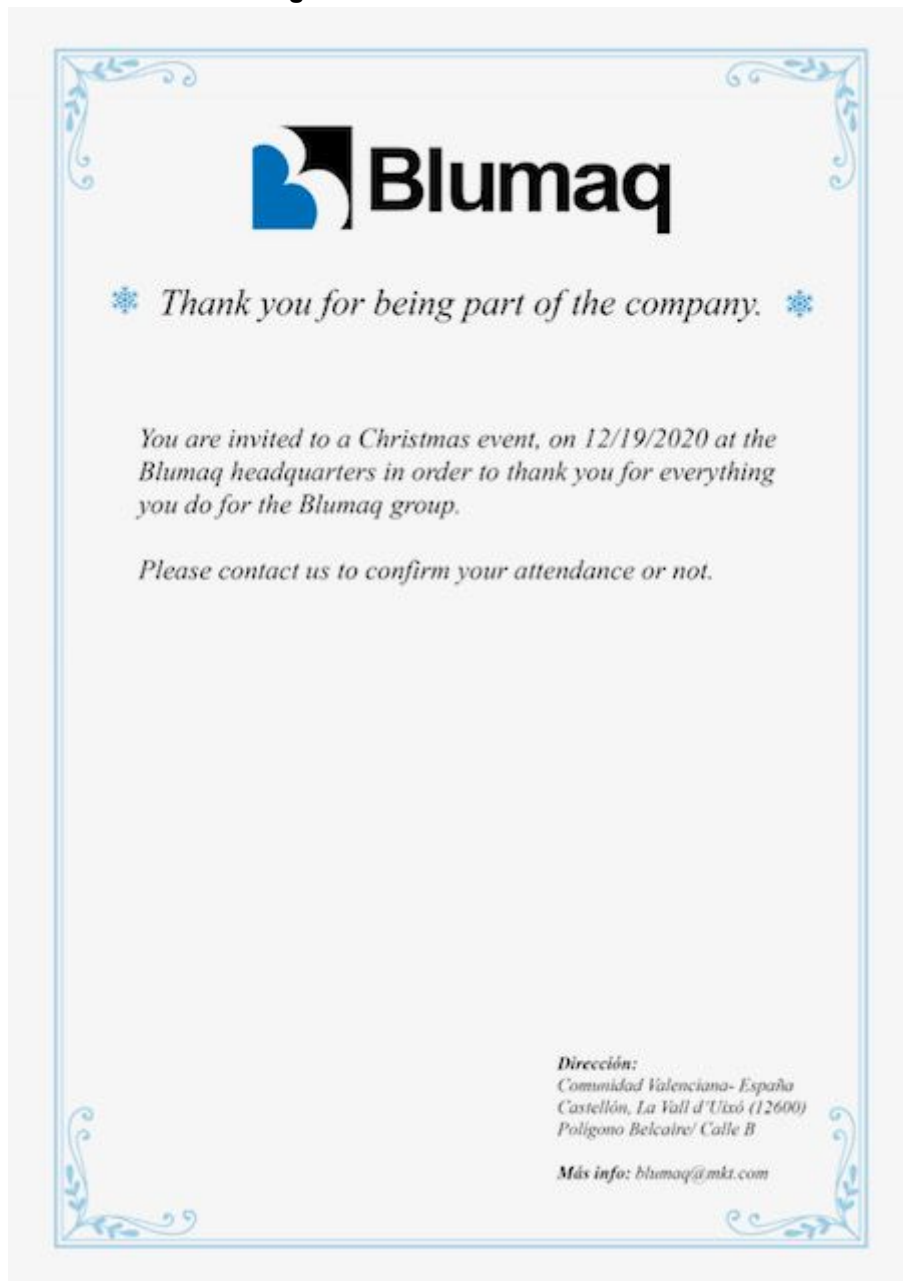 Blumaq
Thank you for being part of the company.
You are invited to a Christmas event, on 12/19/2020 at the
Blumaq headquarters in order to thank you for everything
you do for the Blumaq group.
Please contact us to confirm your attendance or not.
Dirección:
Comunidad Valenciana- España
Castellón, La Vall d'Uixó (12600)
Polígono Belcaire/ Calle B
Más info: blumaq@mkt.com